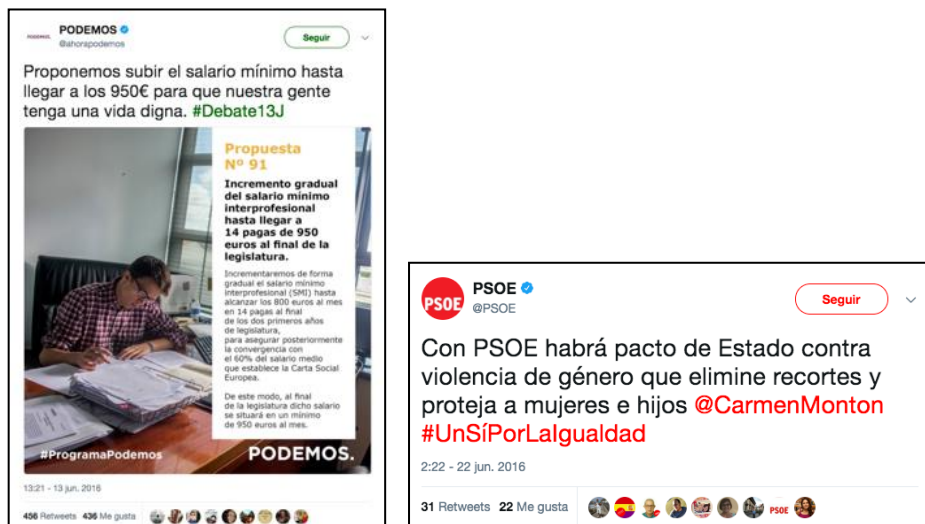 PODEMOS
@ahorapodemos
Seguir
Proponemos subir el salario mínimo hasta
llegar a los 950€ para que nuestra gente
tenga una vida digna. #Debate13J
Propuesta
Nº 91
Incremento gradual
del salario mínimo
interprofesional
hasta llegar a
14 pagas de 950
euros al final de la
legislatura.
Incrementaremos de forma
gradual el salario mínimo
interprofesional (SMI) hasta
alcanzar los 800 euros al mes
en 14 pagas al final
de los dos primeros años
de legislatura,
para asegurar posteriormente
la convergencia con
el 60% del salario medio
que establece la Carta Social
Europea.
De este modo, al final
de la legislatura dicho salario
se situará en un mínimo
de 950 euros al mes.
#ProgramaPodemos
PODEMOS.
13:21 - 13 jun. 2016
456 Retweets 436 Me gusta
PSOE
PSOE
@PSOE
Seguir
Con PSOE habrá pacto de Estado contra
violencia de género que elimine recortes y
proteja a mujeres e hijos @CarmenMonton
#UnSíPorLaIgualdad
2:22 - 22 jun. 2016
31 Retweets 22 Me gusta
PSOE